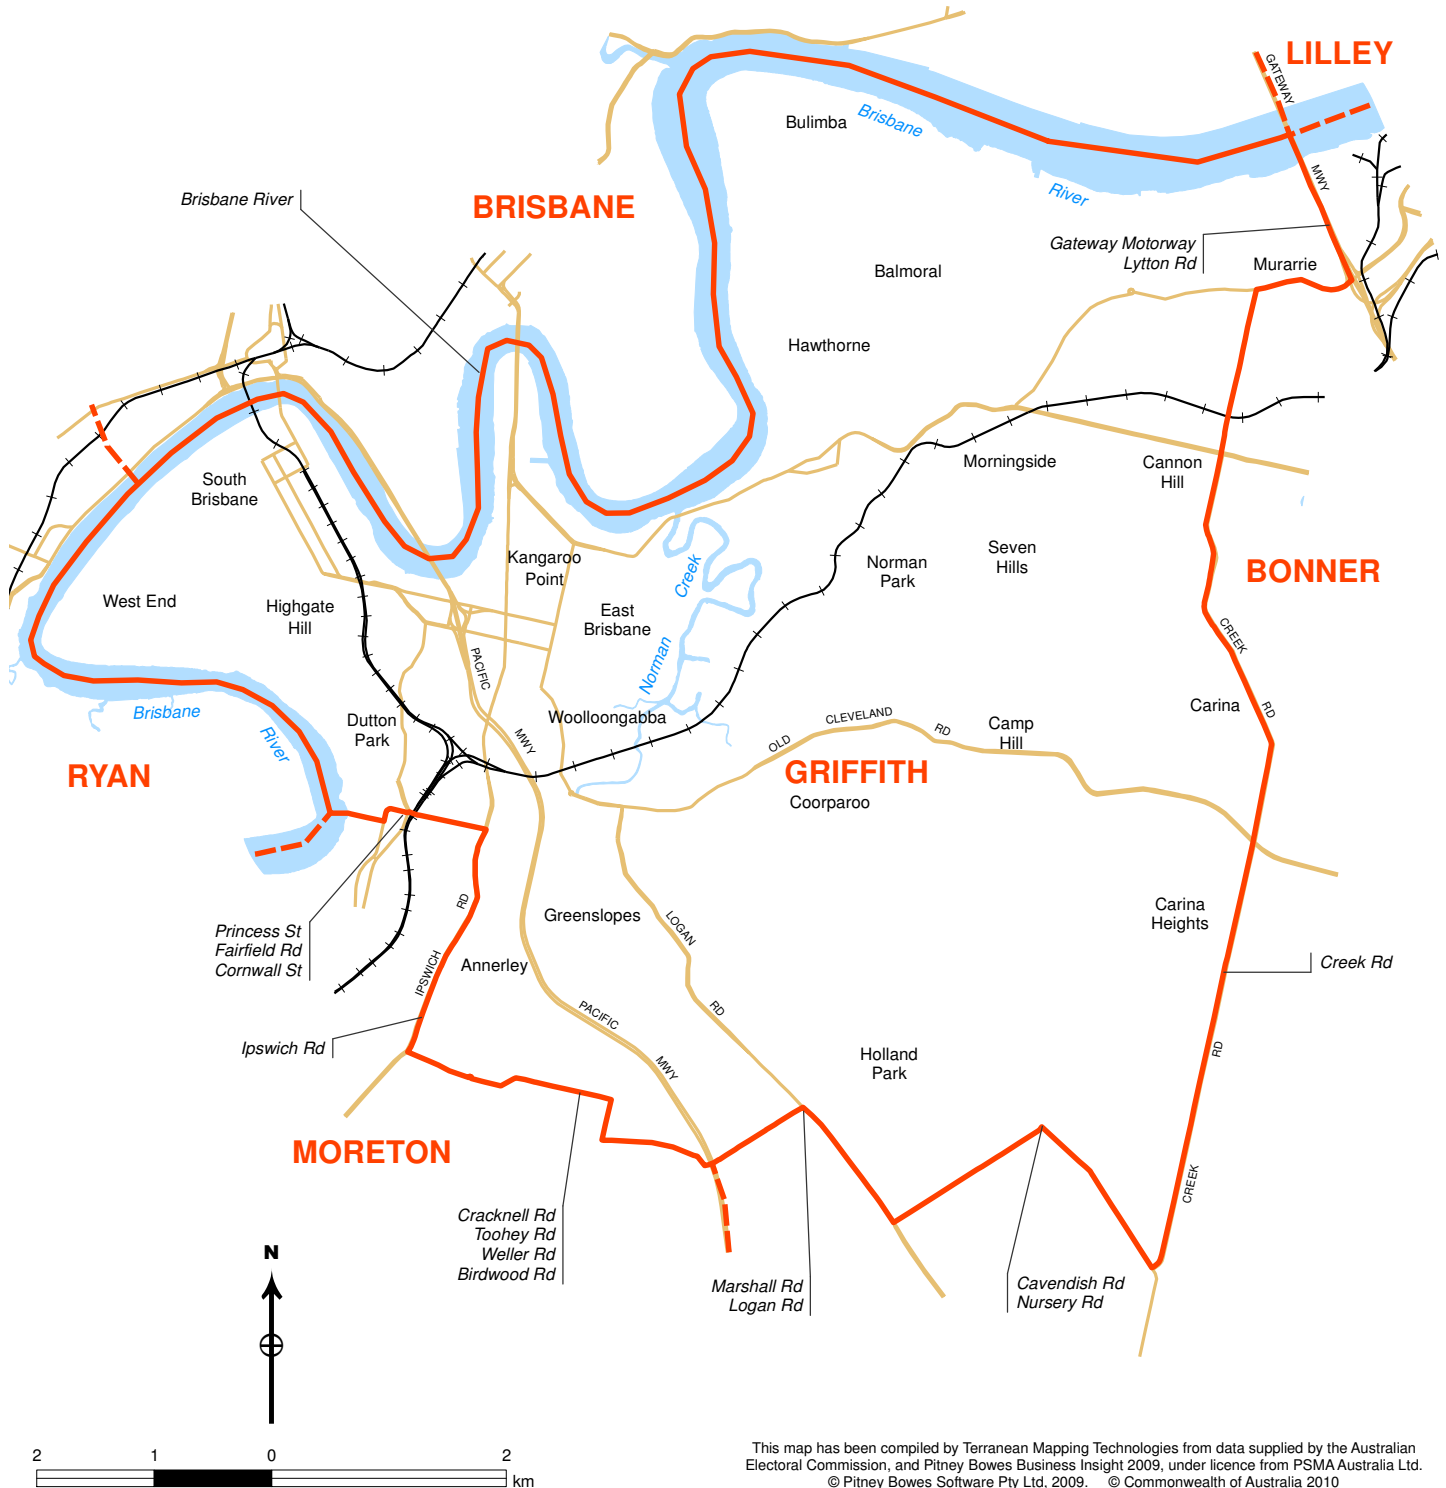 LILLEY
GATEWAY
Bulimba
Brisbane
River
MWY
Brisbane River
BRISBANE
Gateway Motorway
Lytton Rd
Murarrie
Balmoral
Hawthorne
Morningside
Cannon
Hill
South
Brisbane
Kangaroo
Point
Norman
Park
Seven
Hills
BONNER
West End
Highgate
Hill
East
Brisbane
Creek
Norman
CREEK
RD
PACIFIC
MWY
Carina
Brisbane
River
Dutton
Park
Woolloongabba
OLD
CLEVELAND
RD
Camp
Hill
RYAN
GRIFFITH
Coorparoo
Carina
Heights
RD
IPSWICH
Greenslopes
LOGAN
RD
Princess St
Fairfield Rd
Cornwall St
Annerley
Creek Rd
PACIFIC
MWY
Ipswich Rd
Holland
Park
RD
CREEK
MORETON
Cracknell Rd
Toohey Rd
Weller Rd
Birdwood Rd
Marshall Rd
Logan Rd
Cavendish Rd
Nursery Rd
N
2 1 0 2
km
This map has been compiled by Terranean Mapping Technologies from data supplied by the Australian
Electoral Commission, and Pitney Bowes Business Insight 2009, under licence from PSMA Australia Ltd.
© Pitney Bowes Software Pty Ltd, 2009. © Commonwealth of Australia 2010